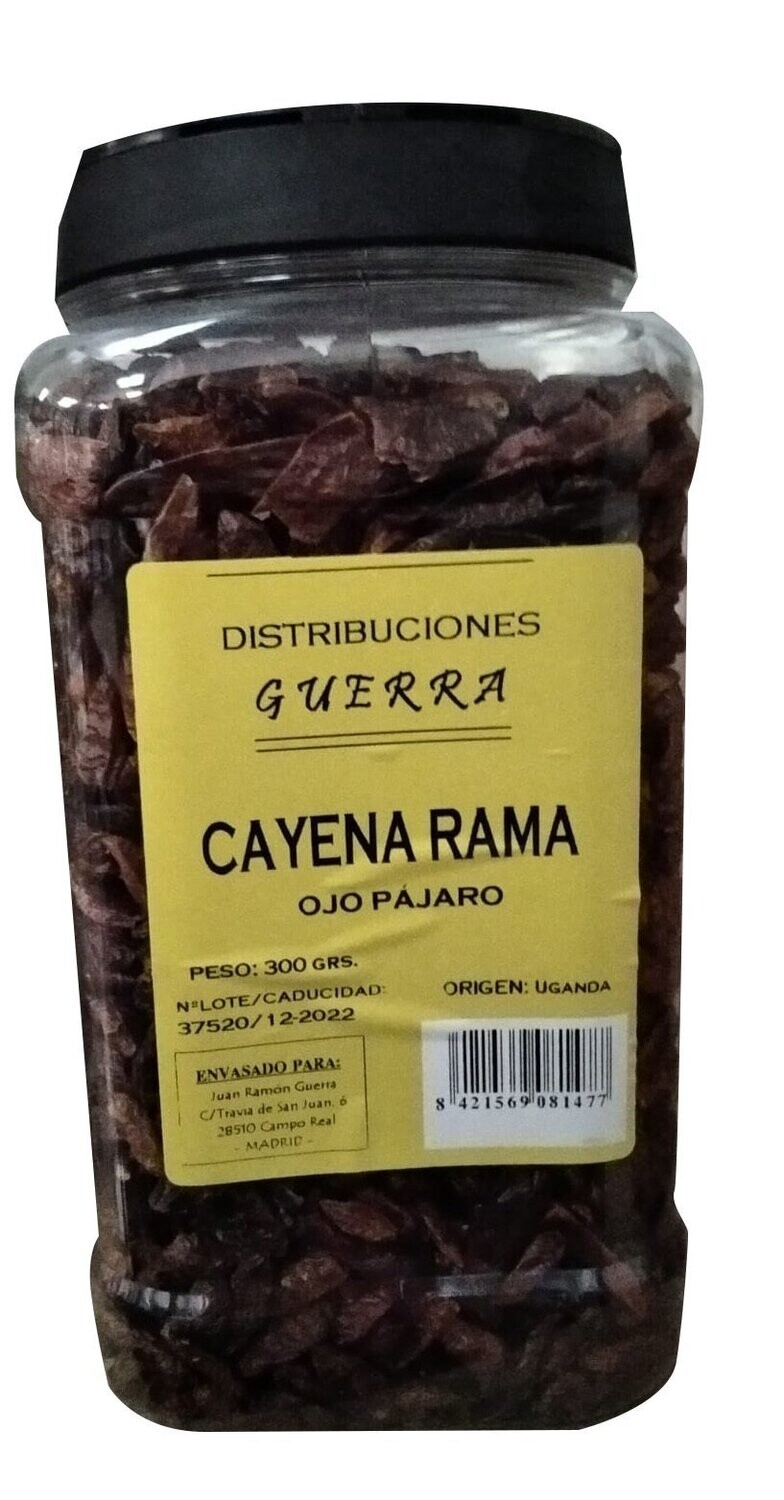 DISTRIBUCIONES
GUERRA
CAYENA RAMA
OJO PÁJARO
PESO: 300 GRS.
NºLOTE/CADUCIDAD:
37520/12-2022
ORIGEN: UGANDA
ENVASADO PARA:
Juan Ramón Guerra
C/Travia de San Juan, 6
28510 Campo Real
- MADRID -
8 421569 081477